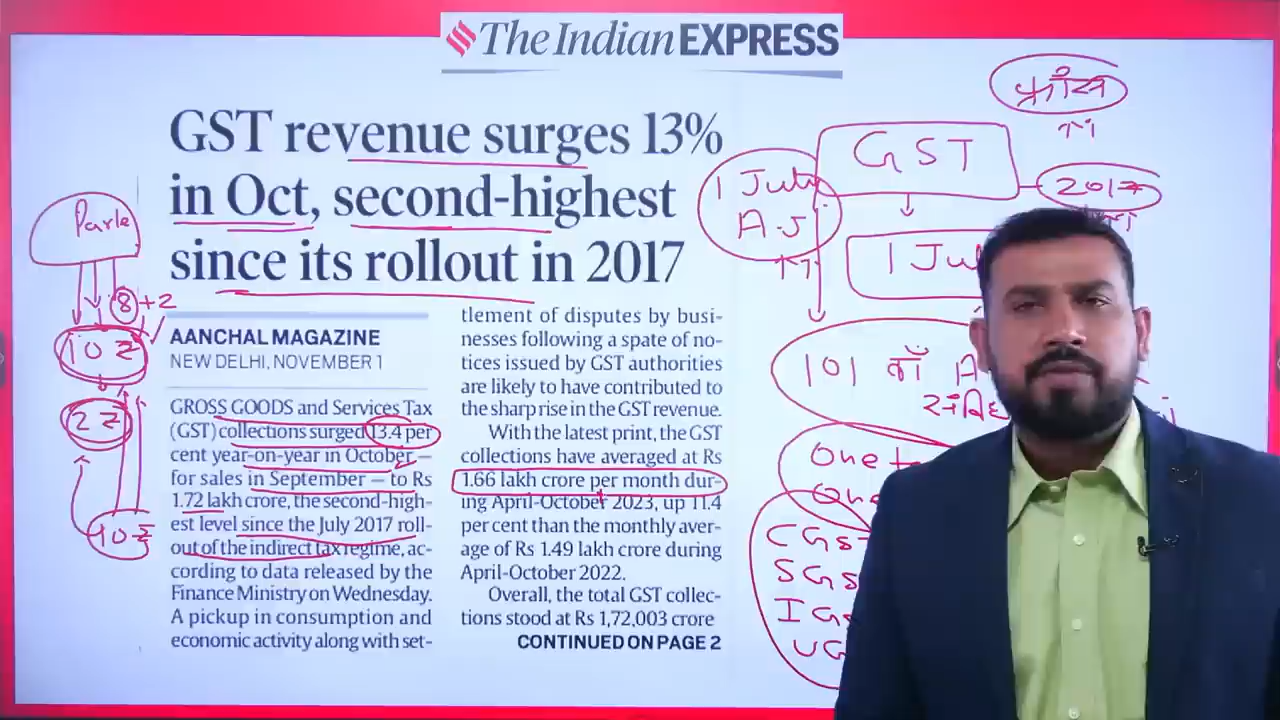 The Indian EXPRESS
GST revenue surges 13%
in Oct, second-highest
since its rollout in 2017
AANCHAL MAGAZINE
NEW DELHI, NOVEMBER 1
GROSS GOODS and Services Tax
(GST) collections surged 13.4 per
cent year-on-year in October —
for sales in September — to Rs
1.72 lakh crore, the second-high-
est level since the July 2017 roll-
out of the indirect tax regime, ac-
cording to data released by the
Finance Ministry on Wednesday.
A pickup in consumption and
economic activity along with set-
tlement of disputes by busi-
nesses following a spate of no-
tices issued by GST authorities
are likely to have contributed to
the sharp rise in the GST revenue.
With the latest print, the GST
collections have averaged at Rs
1.66 lakh crore per month dur-
ing April-October 2023, up 11.4
per cent than the monthly aver-
age of Rs 1.49 lakh crore during
April-October 2022.
Overall, the total GST collec-
tions stood at Rs 1,72,003 crore
CONTINUED ON PAGE 2
Parle
8 +2
10 ₹
2 ₹
10 ₹
फ्रांस
GST
2017
1 July
A.J
1 Jul
101 वाँ A
One
One
CGST
SGS
IG
UG